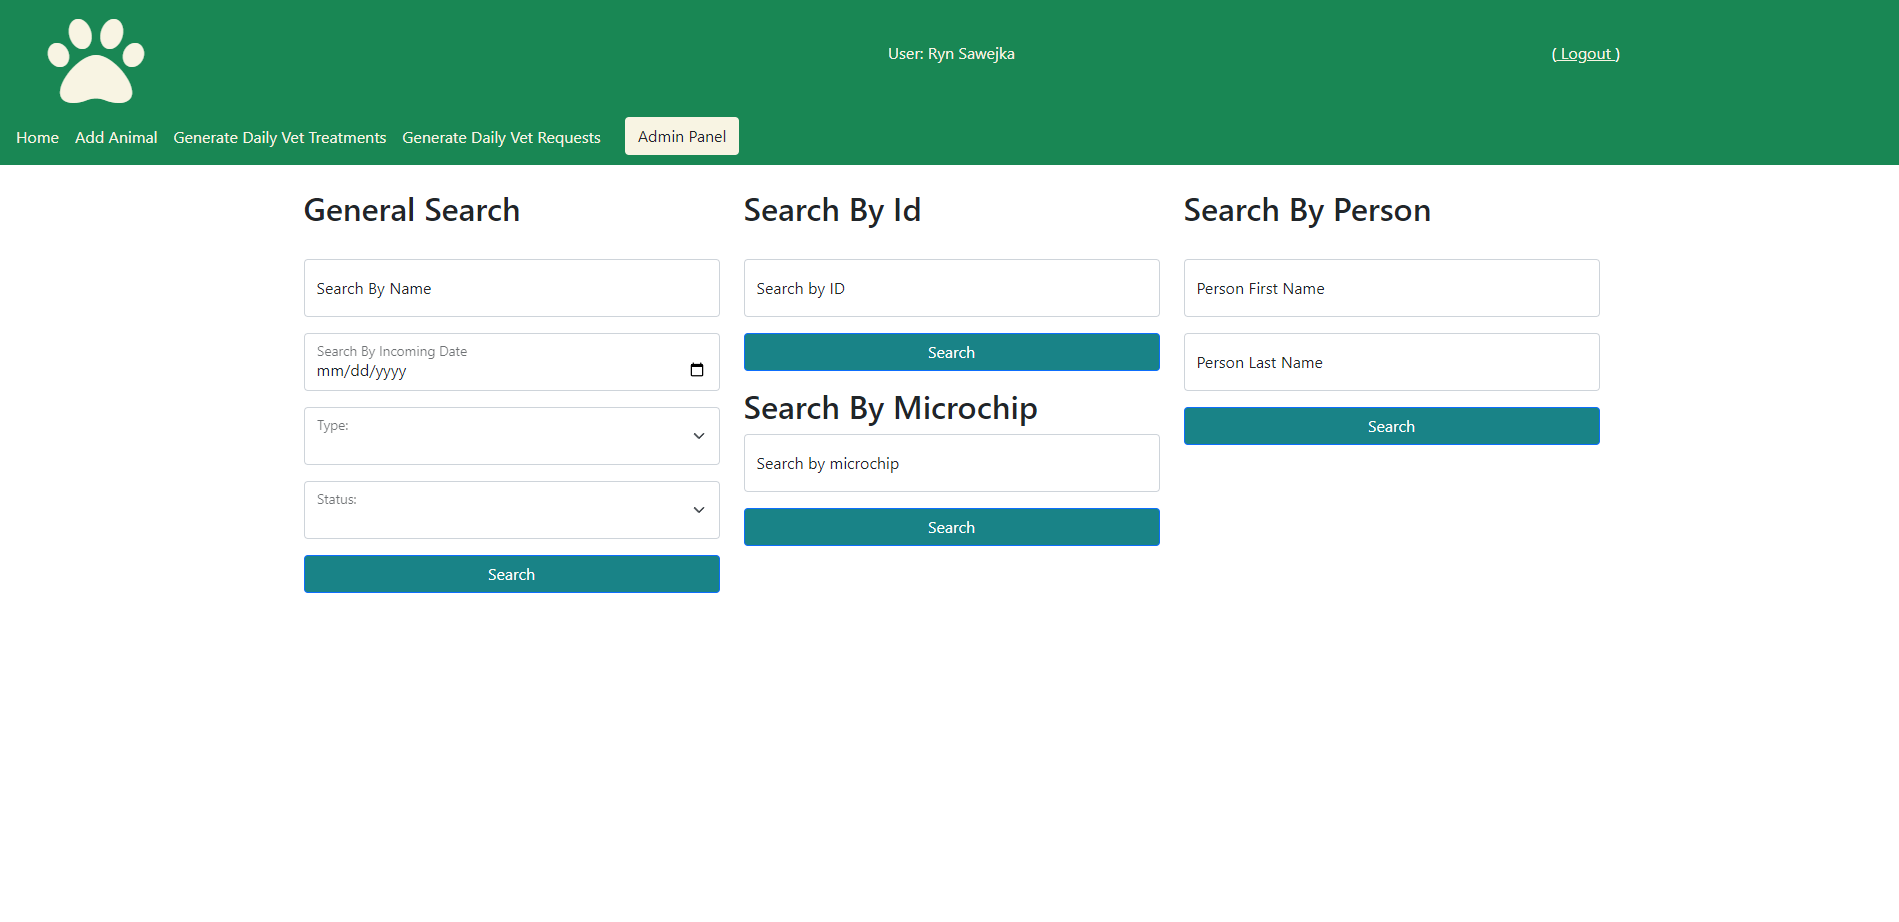 User: Ryn Sawejka
( Logout )
Home Add Animal Generate Daily Vet Treatments Generate Daily Vet Requests Admin Panel
General Search
Search By Name
Search By Incoming Date
mm/dd/yyyy
Type:
Status:
Search
Search By Id
Search by ID
Search
Search By Microchip
Search by microchip
Search
Search By Person
Person First Name
Person Last Name
Search